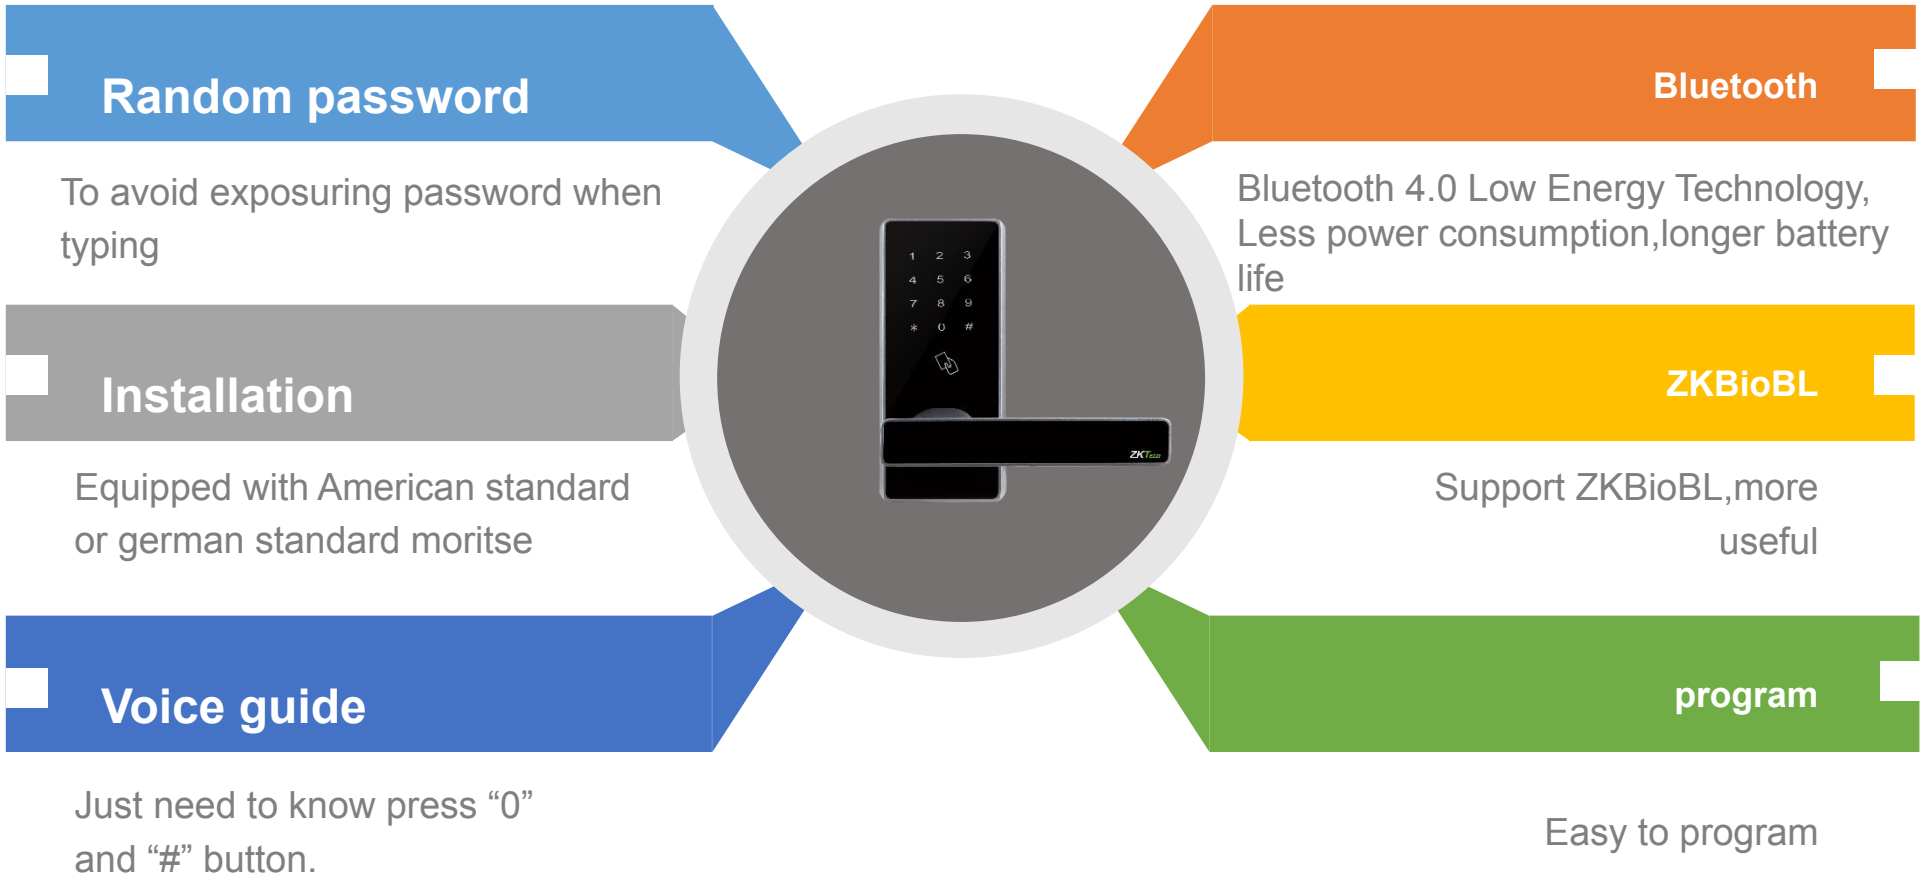 Random password
To avoid exposuring password when
typing
Installation
Equipped with American standard
or german standard moritse
Voice guide
Just need to know press “0”
and “#” button.
1 2 3
4 5 6
7 8 9
* 0 #
ZKTeco
Bluetooth
Bluetooth 4.0 Low Energy Technology,
Less power consumption,longer battery
life
ZKBioBL
Support ZKBioBL,more
useful
program
Easy to program